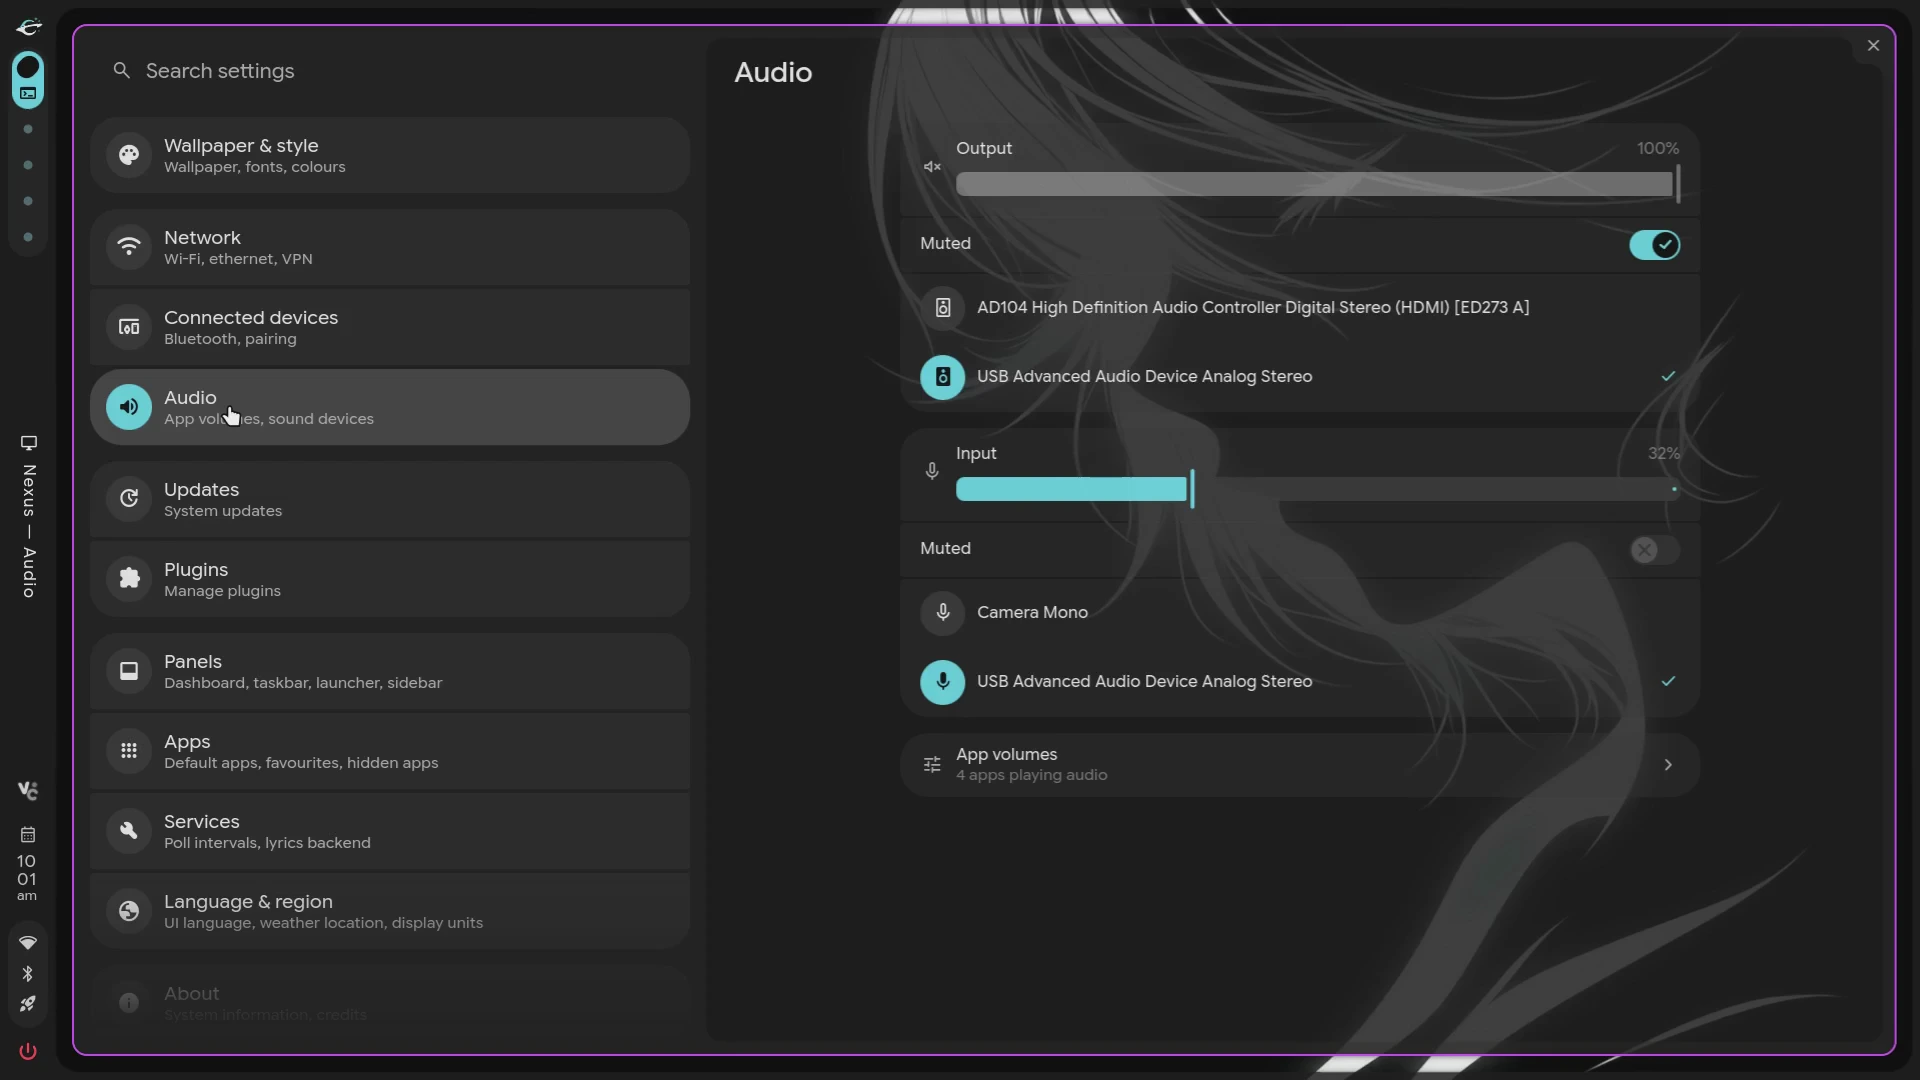 Search settings
Wallpaper & style
Wallpaper, fonts, colours
Network
Wi-Fi, ethernet, VPN
Connected devices
Bluetooth, pairing
Audio
App volumes, sound devices
Updates
System updates
Plugins
Manage plugins
Panels
Dashboard, taskbar, launcher, sidebar
Apps
Default apps, favourites, hidden apps
Services
Poll intervals, lyrics backend
Language & region
UI language, weather location, display units
About
System information, credits
Nexus — Audio
10
01
am
Audio
Output
100%
Muted
AD104 High Definition Audio Controller Digital Stereo (HDMI) [ED273 A]
USB Advanced Audio Device Analog Stereo
Input
32%
Muted
Camera Mono
USB Advanced Audio Device Analog Stereo
App volumes
4 apps playing audio